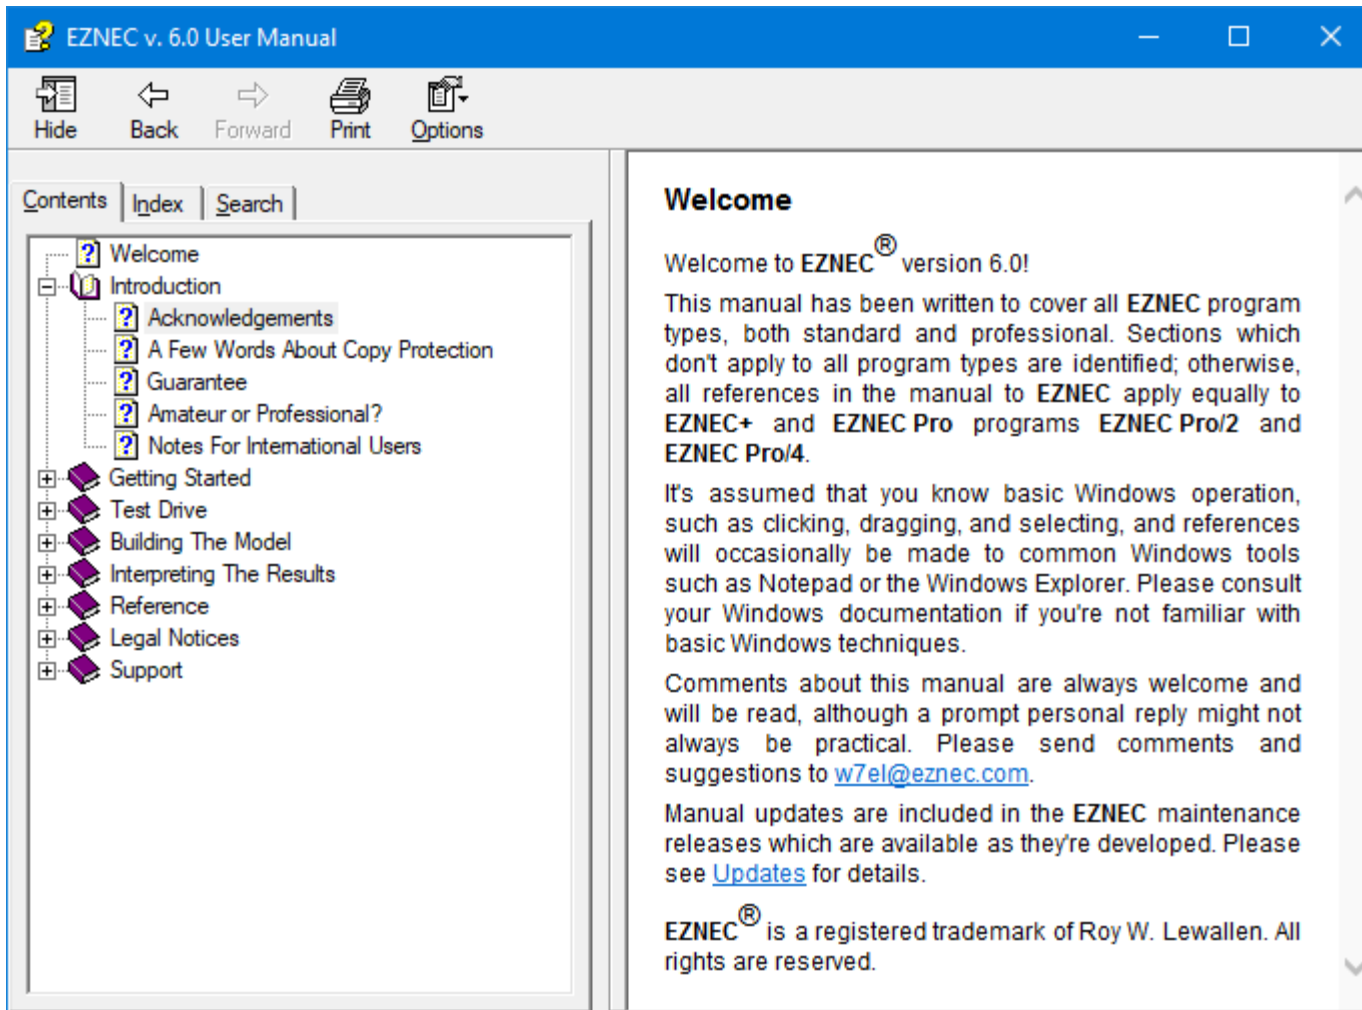 EZNEC v. 6.0 User Manual
Hide Back Forward Print Options
Contents Index Search
Welcome
Introduction
Acknowledgements
A Few Words About Copy Protection
Guarantee
Amateur or Professional?
Notes For International Users
Getting Started
Test Drive
Building The Model
Interpreting The Results
Reference
Legal Notices
Support
Welcome
Welcome to EZNEC® version 6.0!
This manual has been written to cover all EZNEC program
types, both standard and professional. Sections which
don't apply to all program types are identified; otherwise,
all references in the manual to EZNEC apply equally to
EZNEC+ and EZNEC Pro programs EZNEC Pro/2 and
EZNEC Pro/4.
It's assumed that you know basic Windows operation,
such as clicking, dragging, and selecting, and references
will occasionally be made to common Windows tools
such as Notepad or the Windows Explorer. Please consult
your Windows documentation if you're not familiar with
basic Windows techniques.
Comments about this manual are always welcome and
will be read, although a prompt personal reply might not
always be practical. Please send comments and
suggestions to w7el@eznec.com.
Manual updates are included in the EZNEC maintenance
releases which are available as they're developed. Please
see Updates for details.
EZNEC® is a registered trademark of Roy W. Lewallen. All
rights are reserved.